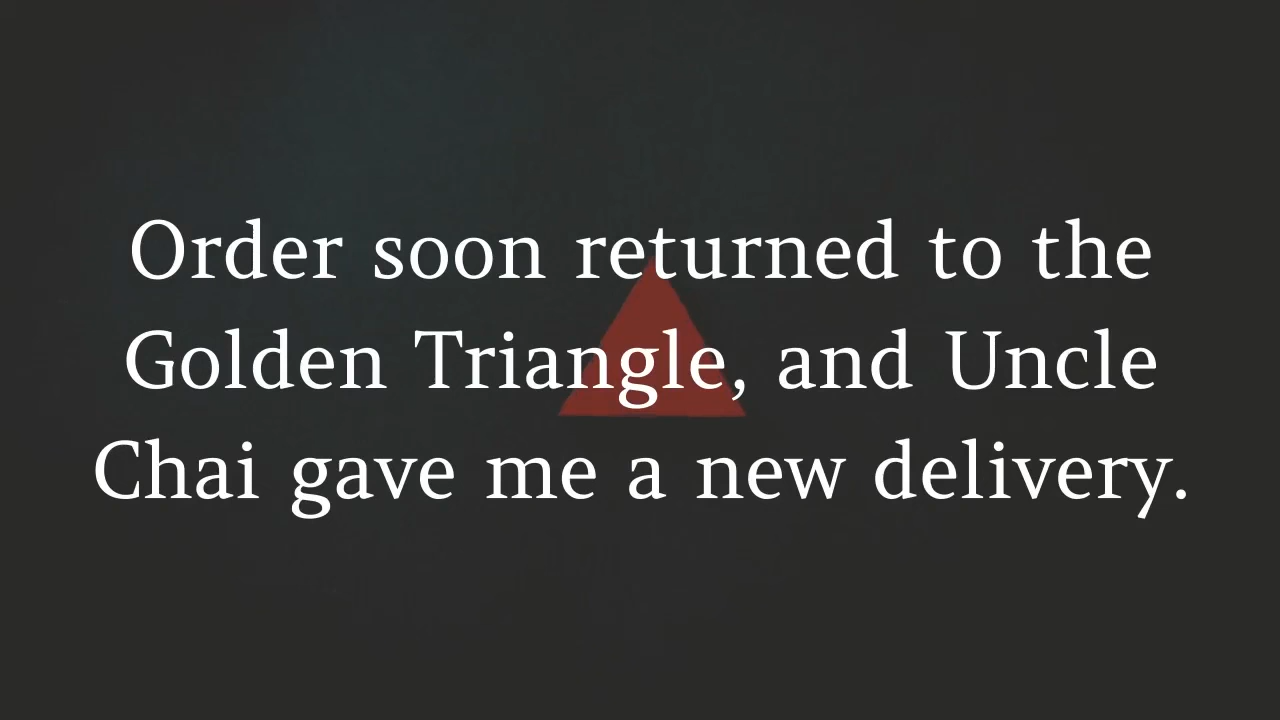 Order soon returned to the
Golden Triangle, and Uncle
Chai gave me a new delivery.